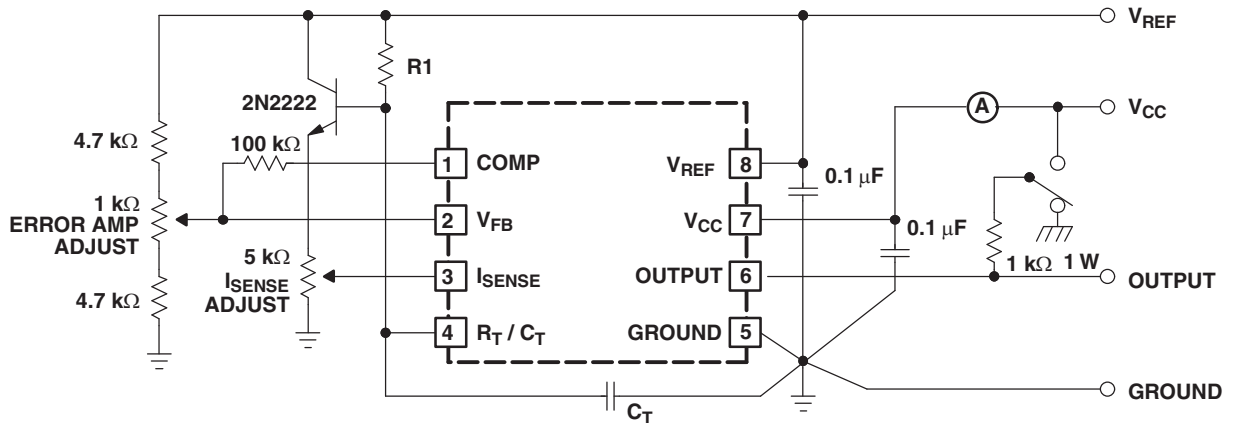 V_REF
R1
2N2222
A
V_CC
4.7 kΩ
100 kΩ
1 COMP
V_REF 8
0.1 μF
1 kΩ
ERROR AMP
ADJUST
2 V_FB
V_CC 7
0.1 μF
5 kΩ
I_SENSE
ADJUST
3 I_SENSE
OUTPUT 6
1 kΩ 1 W
OUTPUT
4.7 kΩ
4 R_T / C_T
GROUND 5
C_T
GROUND